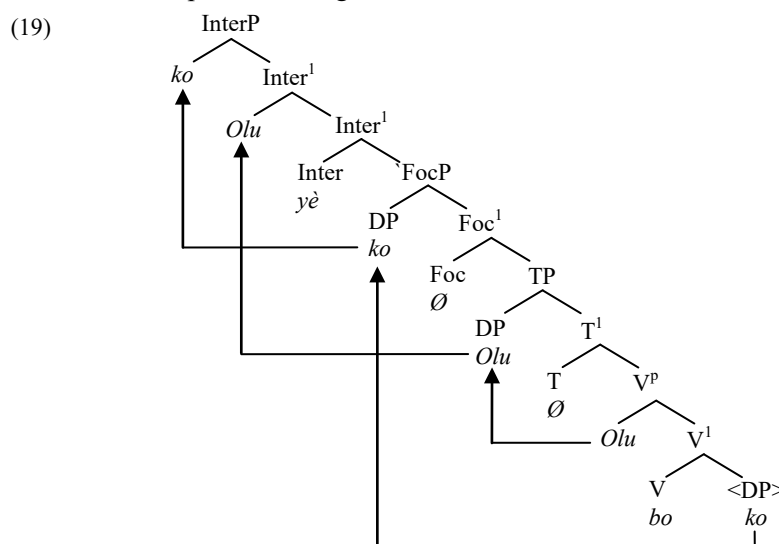 (19)
InterP
ko Inter¹
Olu Inter¹
Inter `FocP
yè
DP Foc¹
ko
Foc TP
Ø
DP T¹
Olu
T Vᵖ
Ø
Olu V¹
V <DP>
bo ko